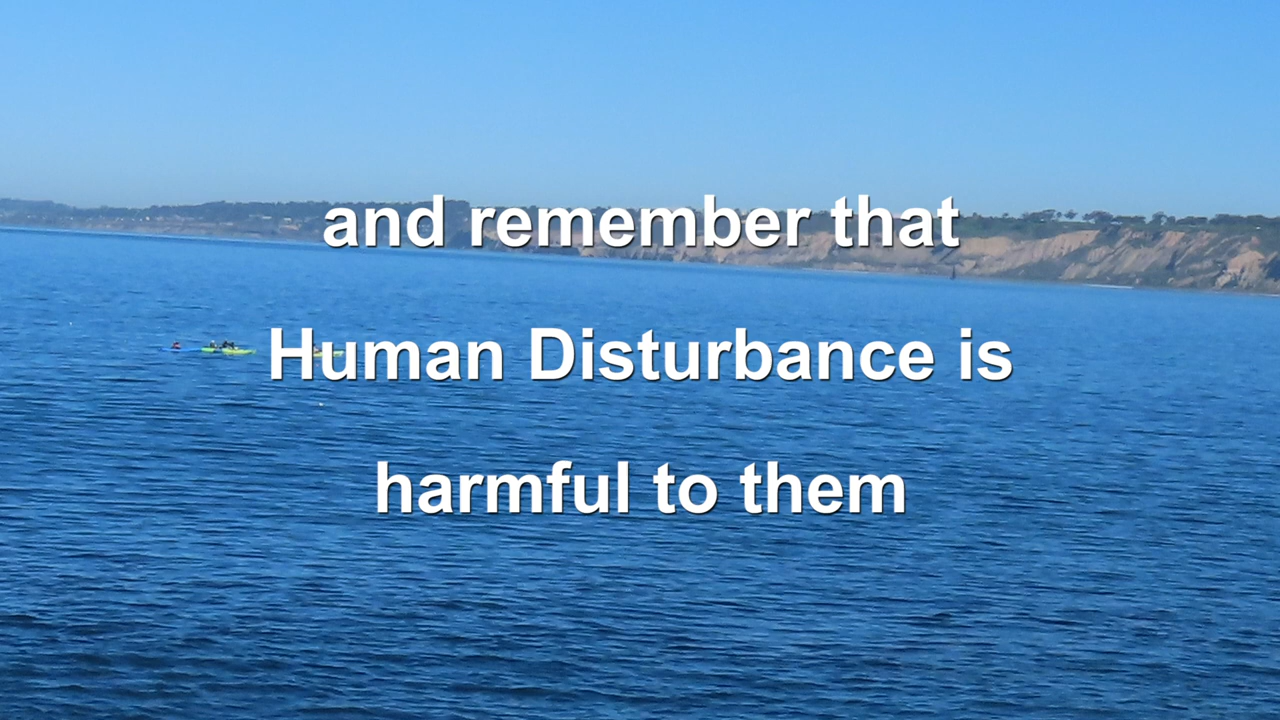 and remember that
Human Disturbance is
harmful to them